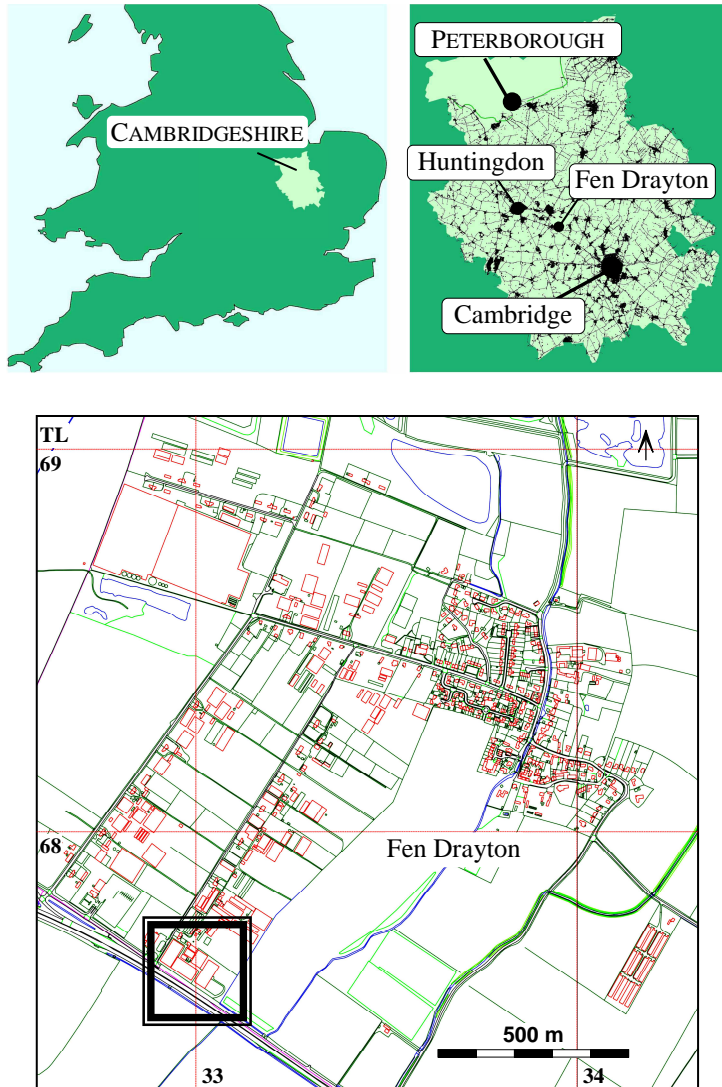 CAMBRIDGESHIRE
PETERBOROUGH
Huntingdon
Fen Drayton
Cambridge
TL
69
68
Fen Drayton
500 m
33
34